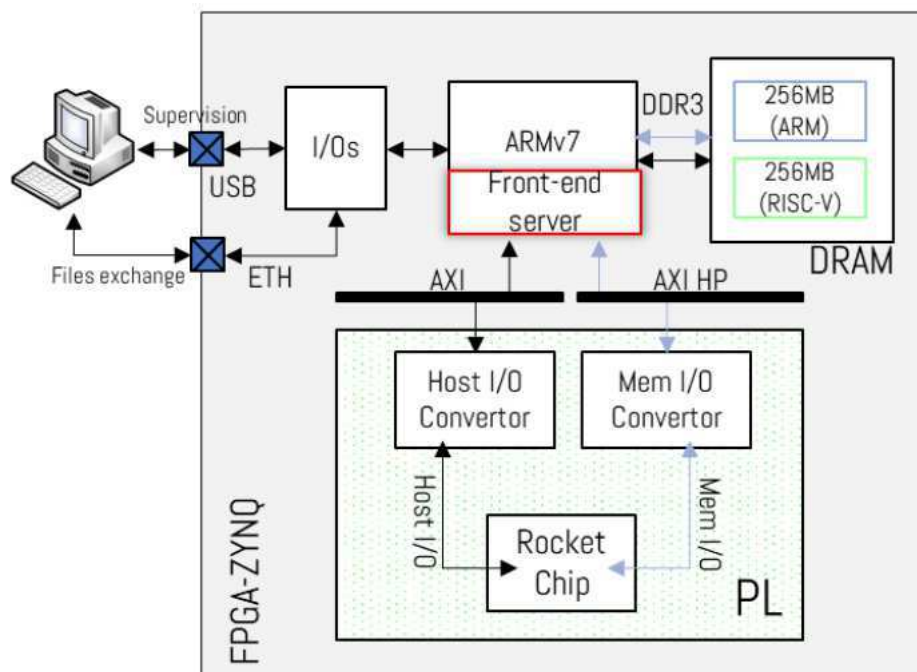 Supervision
USB
Files exchange
ETH
I/Os
ARMv7
Front-end
server
DDR3
256MB
(ARM)
256MB
(RISC-V)
DRAM
AXI
AXI HP
Host I/O
Convertor
Mem I/O
Convertor
Host I/O
Mem I/O
Rocket
Chip
PL
FPGA-ZYNQ